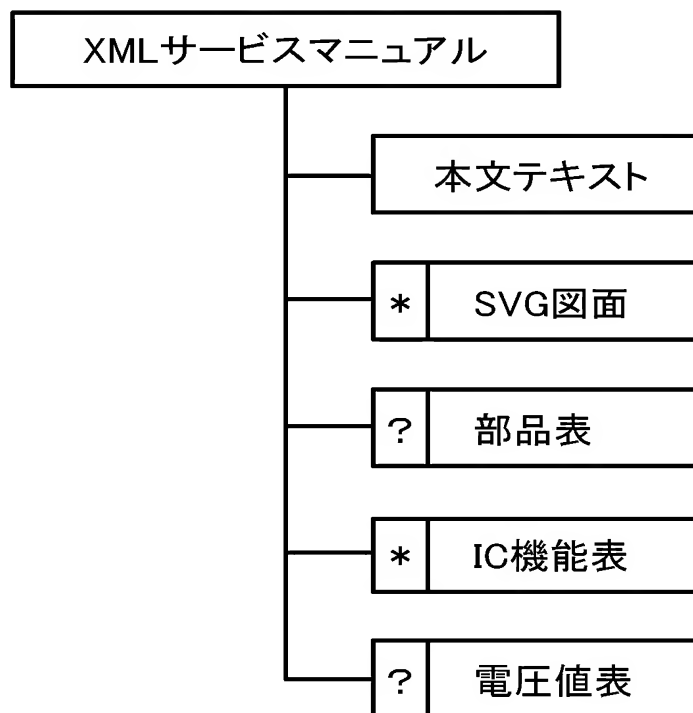 XMLサービスマニュアル
本文テキスト
* SVG図面
? 部品表
* IC機能表
? 電圧値表